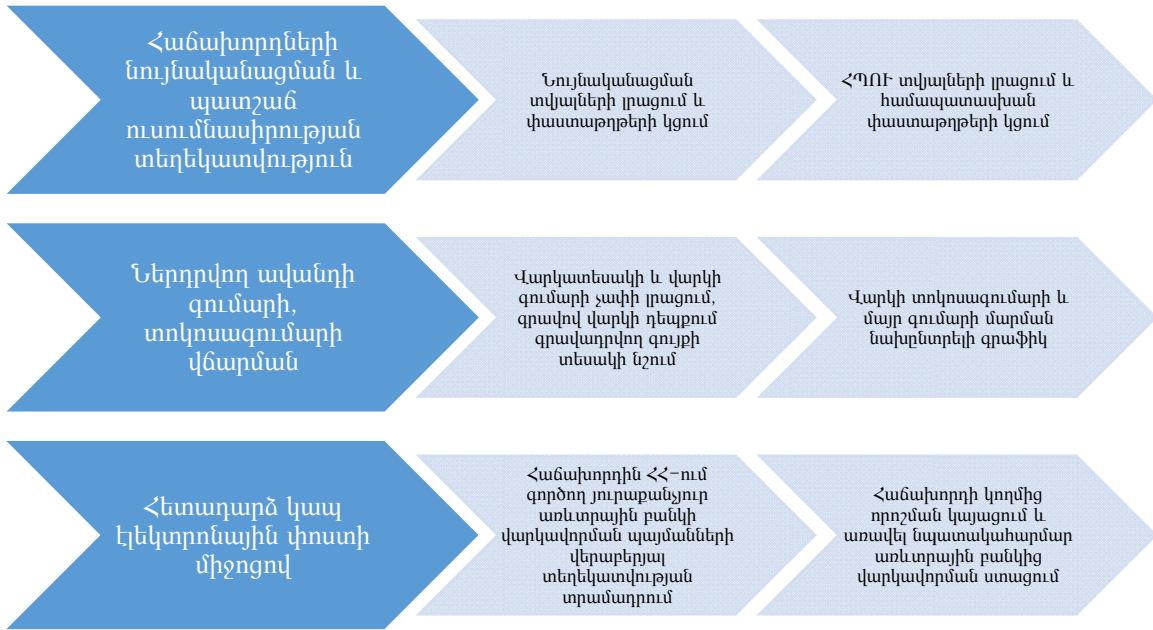 Հաճախորդների
նույնականացման և
պատշաճ
ուսումնասիրության
տեղեկատվություն
Նույնականացման
տվյալների լրացում և
փաստաթղթերի կցում
ՀՊՈՒՒ տվյալների լրացում և
համապատասխան
փաստաթղթերի կցում
Ներդրվող ավանդի
գումարի,
տոկոսագումարի
վճարման
Վարկատեսակի և վարկի
գումարի չափի լրացում,
գրավով վարկի դեպքում
գրավադրվող գույքի
տեսակի նշում
Վարկի տոկոսագումարի և
մայր գումարի մարման
նախընտրելի գրաֆիկ
Հետադարձ կապ
էլեկտրոնային փոստի
միջոցով
Հաճախորդին ՀՀ–ում
գործող յուրաքանչյուր
առևտրային բանկի
վարկավորման պայմանների
վերաբերյալ
տեղեկատվության
տրամադրում
Հաճախորդի կողմից
որոշման կայացում և
առավել նպատակահարմար
առևտրային բանկից
վարկավորման ստացում